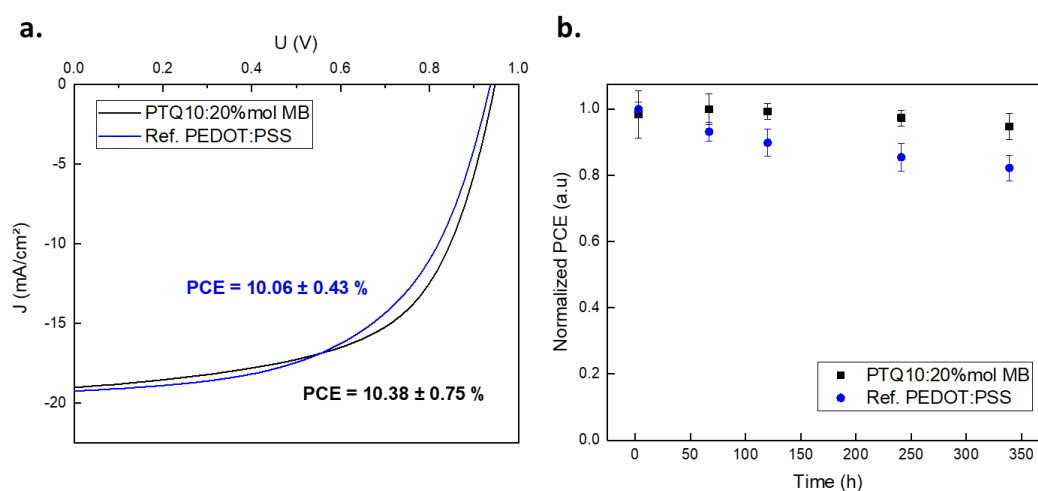 a.
U (V)
0.0 0.2 0.4 0.6 0.8 1.0
0
-5
-10
-15
-20
J (mA/cm²)
PTQ10:20%mol MB
Ref. PEDOT:PSS
PCE = 10.06 ± 0.43 %
PCE = 10.38 ± 0.75 %
b.
1.0
0.8
0.6
0.4
0.2
0.0
Normalized PCE (a.u)
PTQ10:20%mol MB
Ref. PEDOT:PSS
0 50 100 150 200 250 300 350
Time (h)